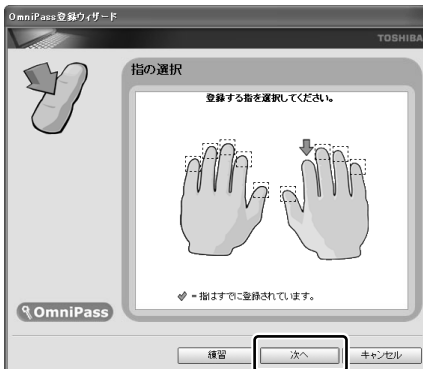 OmniPass登録ウィザード
TOSHIBA
指の選択
登録する指を選択してください。
= 指はすでに登録されています。
OmniPass
練習
次へ
キャンセル